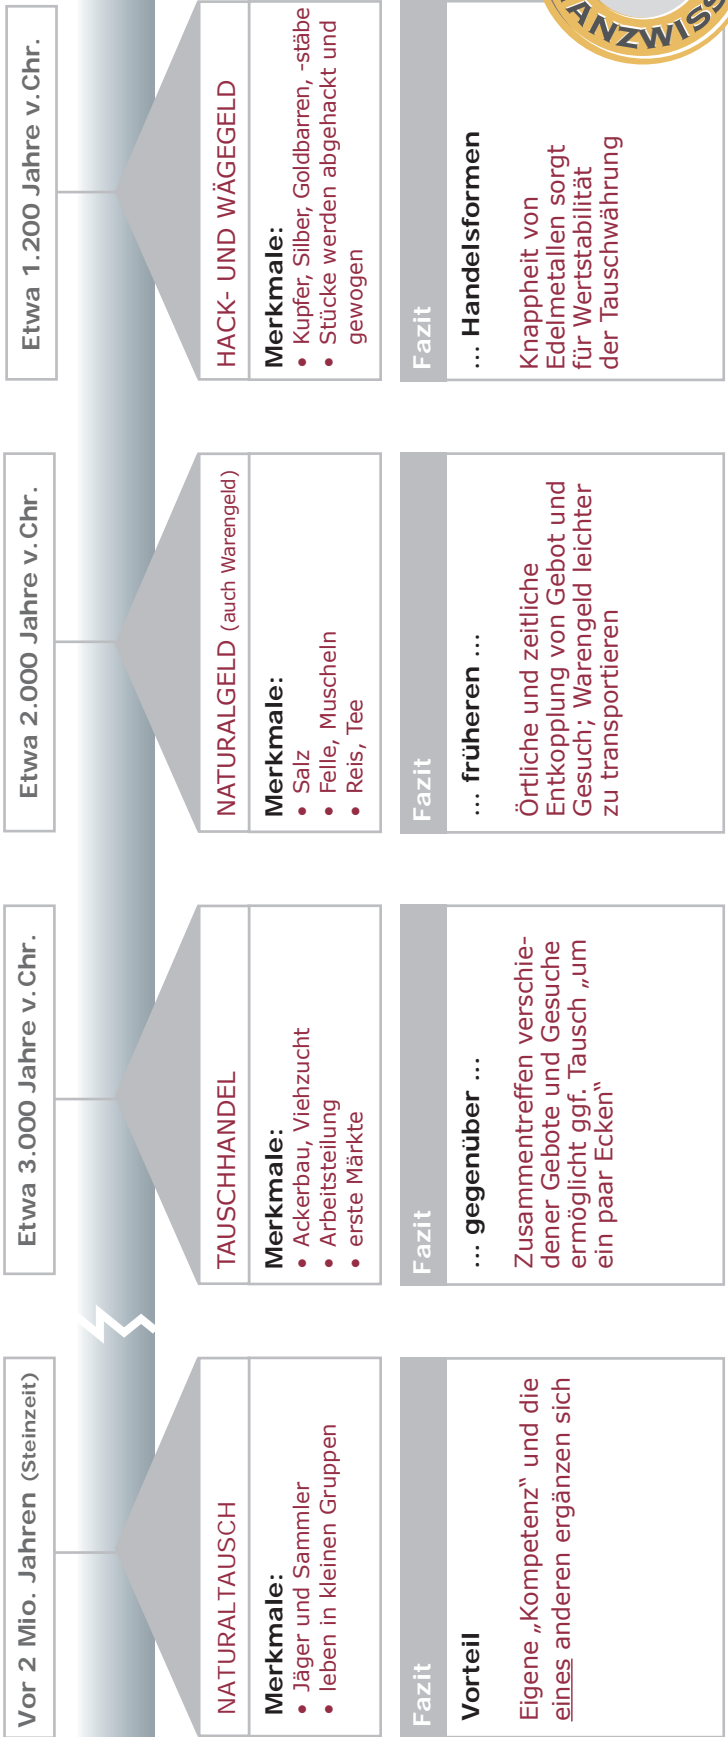 Vor 2 Mio. Jahren (Steinzeit)
NATURALTAUSCH
Merkmale:
• Jäger und Sammler
• leben in kleinen Gruppen
Fazit
Vorteil
Eigene „Kompetenz“ und die
eines anderen ergänzen sich
Etwa 3.000 Jahre v.Chr.
TAUSCHHANDEL
Merkmale:
• Ackerbau, Viehzucht
• Arbeitsteilung
• erste Märkte
Fazit
... gegenüber ...
Zusammentreffen verschie-
dener Gebote und Gesuche
ermöglicht ggf. Tausch „um
ein paar Ecken“
Etwa 2.000 Jahre v.Chr.
NATURALGELD (auch Warengeld)
Merkmale:
• Salz
• Felle, Muscheln
• Reis, Tee
Fazit
... früheren ...
Örtliche und zeitliche
Entkopplung von Gebot und
Gesuch; Warengeld leichter
zu transportieren
Etwa 1.200 Jahre v.Chr.
HACK- UND WÄGEGELD
Merkmale:
• Kupfer, Silber, Goldbarren, -stäbe
• Stücke werden abgehackt und
gewogen
Fazit
... Handelsformen
Knappheit von
Edelmetallen sorgt
für Wertstabilität
der Tauschwährung
ANZWISS